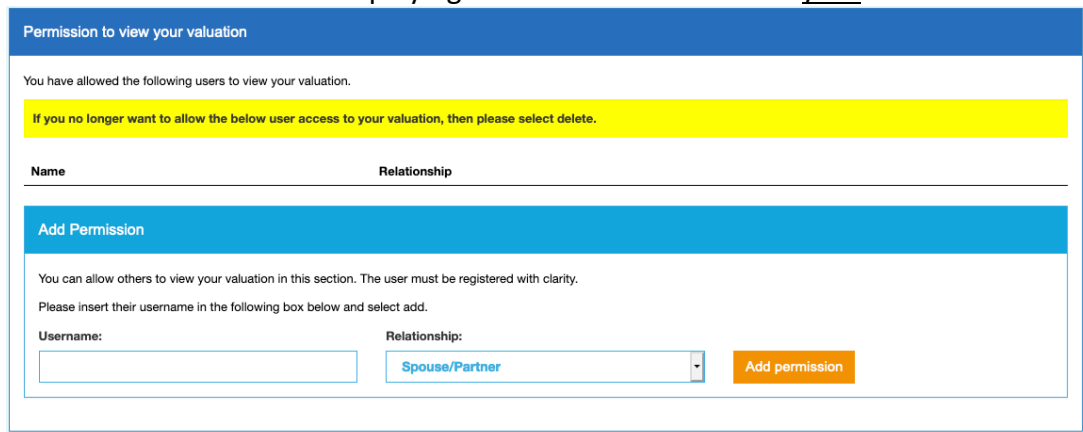 Permission to view your valuation
You have allowed the following users to view your valuation.
If you no longer want to allow the below user access to your valuation, then please select delete.
Name Relationship
Add Permission
You can allow others to view your valuation in this section. The user must be registered with clarity.
Please insert their username in the following box below and select add.
Username: Relationship:
Spouse/Partner Add permission